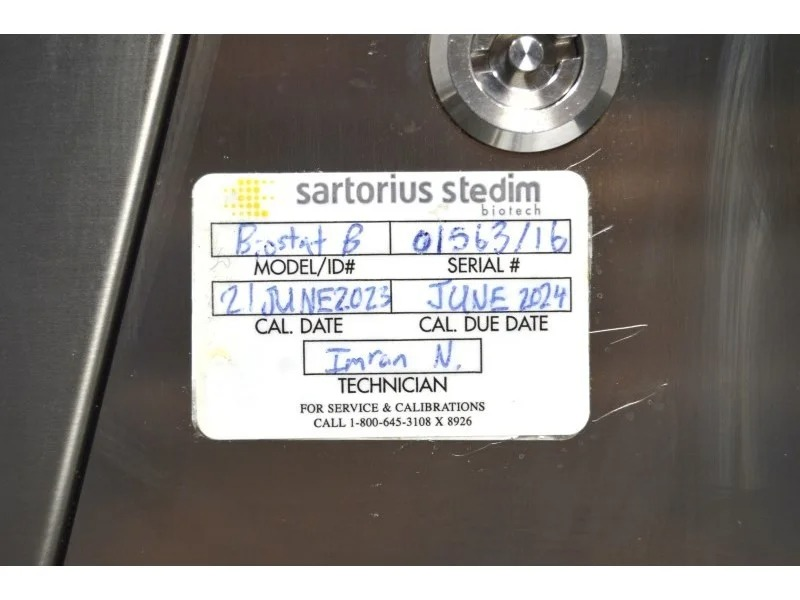 sartorius stedim
biotech
Biostat B 01563/16
MODEL/ID# SERIAL #
21 JUNE 2023 JUNE 2024
CAL. DATE CAL. DUE DATE
Imran N.
TECHNICIAN
FOR SERVICE & CALIBRATIONS
CALL 1-800-645-3108 X 8926